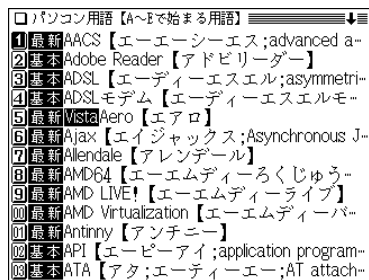 パソコン用語【A~Eで始まる用語】
1 最新 AACS【エーエーシーエス;advanced a…
2 基本 Adobe Reader【アドビリーダー】
3 基本 ADSL【エーディーエスエル;asymmetri…
4 基本 ADSLモデム【エーディーエスエルモ…
5 最新 Vista Aero【エアロ】
6 最新 Ajax【エイジャックス;Asynchronous J…
7 最新 Allendale【アレンデール】
8 最新 AMD64【エーエムディーろくじゅう…
9 最新 AMD LIVE!【エーエムディーライブ】
00 最新 AMD Virtualization【エーエムディーバ…
01 最新 Antinny【アンチニー】
02 基本 API【エーピーアイ;application program…
03 基本 ATA【アタ;エーティーエー;AT attach…